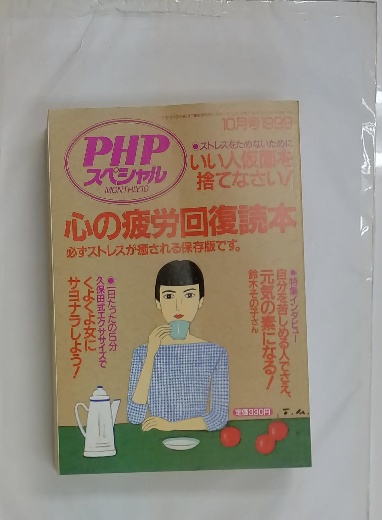 10月号1999
PHP
スペシャル
MONTHLY10
●ストレスをためないために
いい人仮面を
捨てなさい!
心の疲労回復読本
必ずストレスが癒される保存版です。
●特集インタビュー
自分を苦しめる人でさえ、
元気の素になる!
鈴木その子さん
●一日たったの5分
久保田式エクササイズで
くよくよ女に
サヨナラしよう!
定価330円